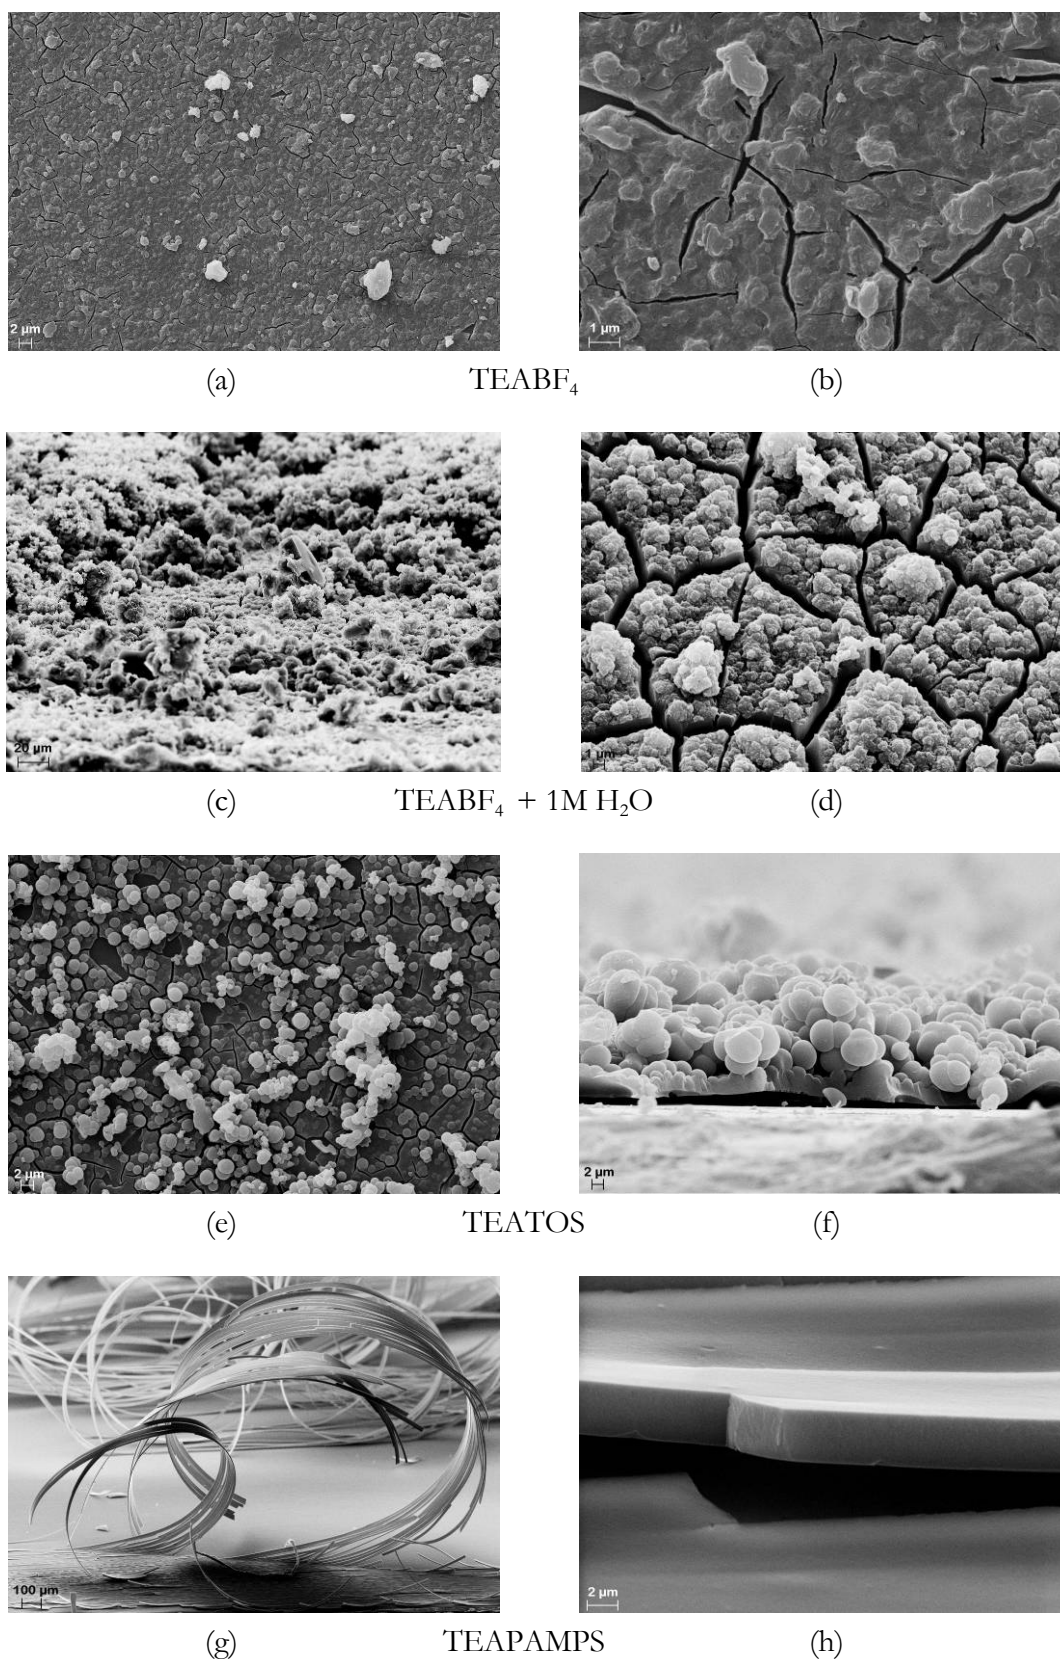 2 μm
1 μm
(a) TEABF₄ (b)
20 μm
1 μm
(c) TEABF₄ + 1M H₂O (d)
2 μm
2 μm
(e) TEATOS (f)
100 μm
2 μm
(g) TEAPAMPS (h)